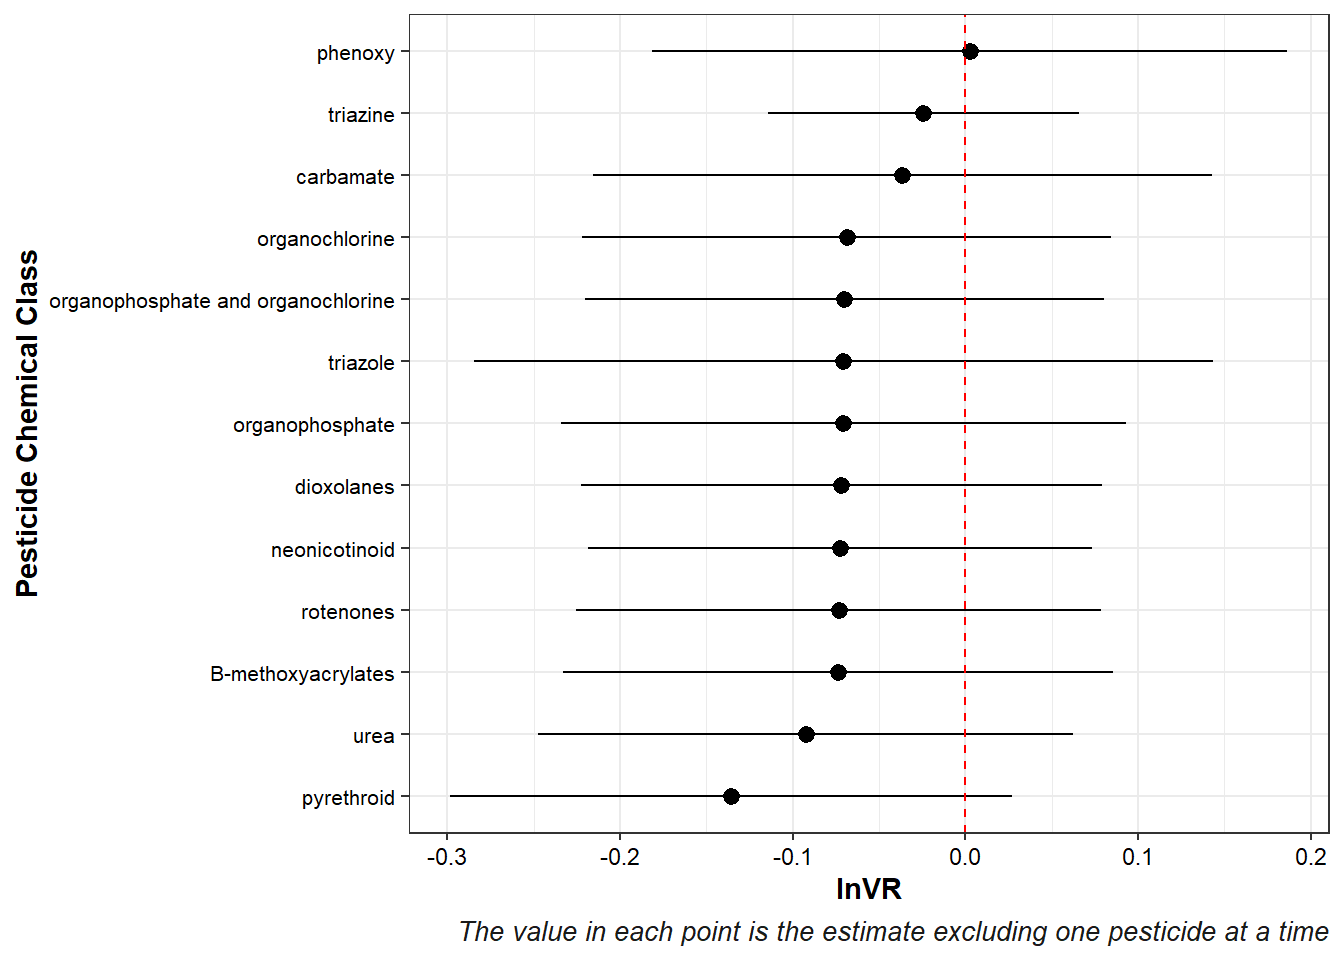 Pesticide Chemical Class
phenoxy
triazine
carbamate
organochlorine
organophosphate and organochlorine
triazole
organophosphate
dioxolanes
neonicotinoid
rotenones
B-methoxyacrylates
urea
pyrethroid
-0.3 -0.2 -0.1 0.0 0.1 0.2
lnVR
The value in each point is the estimate excluding one pesticide at a time